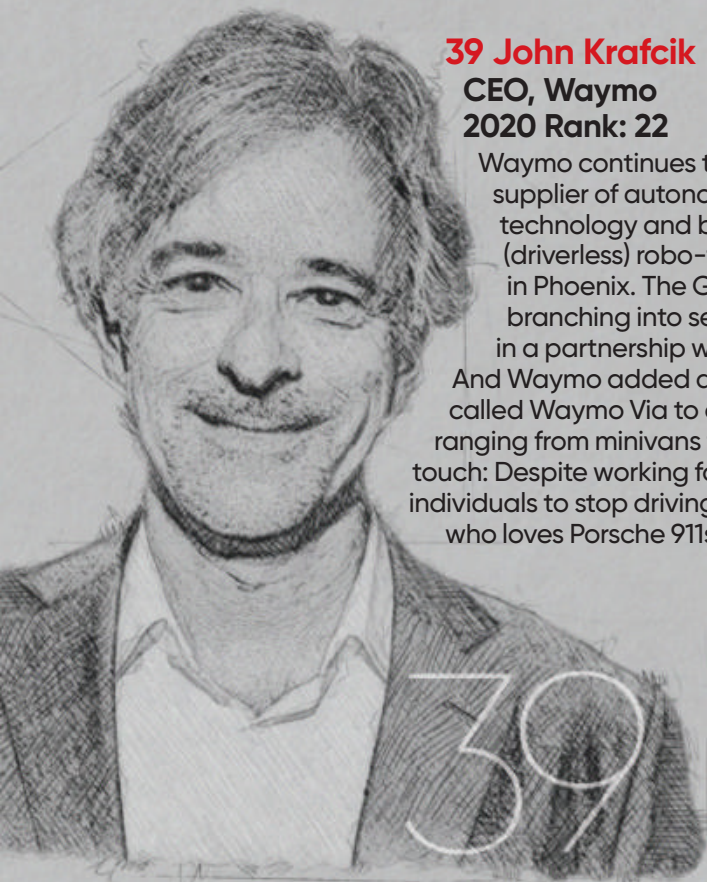 39 John Krafcik
CEO, Waymo
2020 Rank: 22
Waymo continues t
supplier of autono
technology and b
(driverless) robo-
in Phoenix. The G
branching into se
in a partnership w
And Waymo added a
called Waymo Via to
ranging from minivans
touch: Despite working fo
individuals to stop driving
who loves Porsche 911s
39